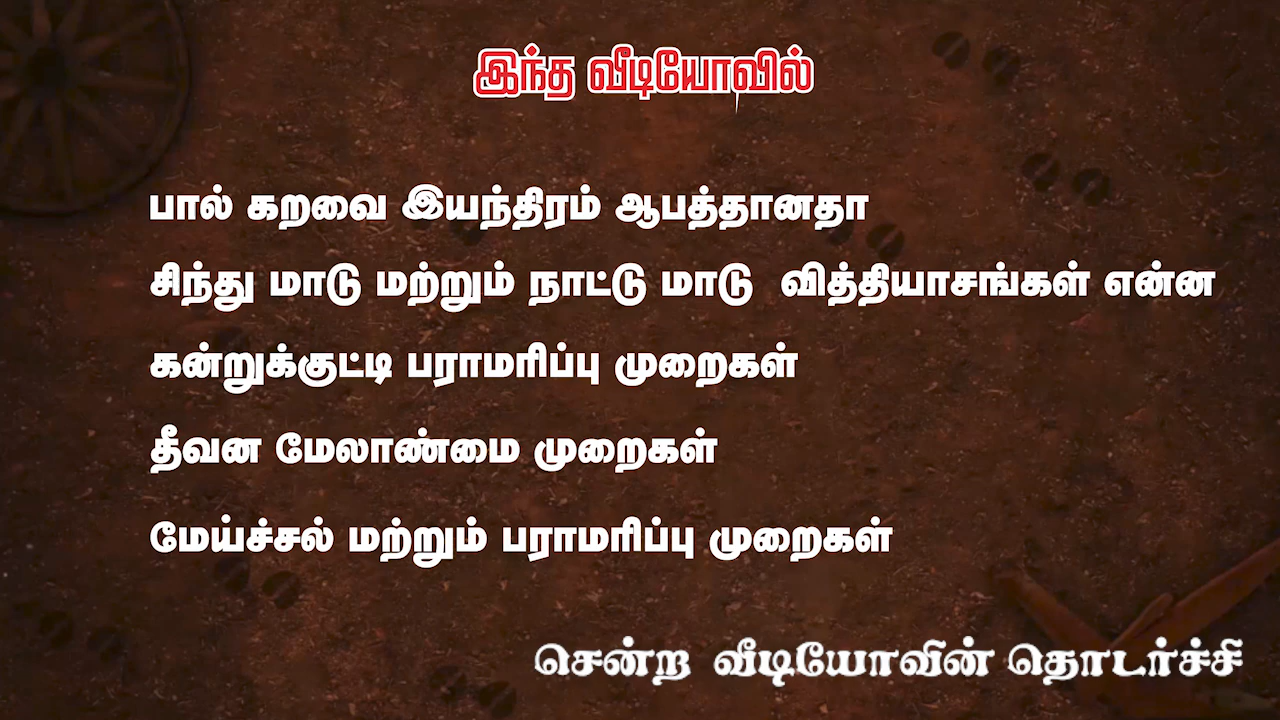 இந்த வீடியோவில்
பால் கறவை இயந்திரம் ஆபத்தானதா
சிந்து மாடு மற்றும் நாட்டு மாடு வித்தியாசங்கள் என்ன
கன்றுக்குட்டி பராமரிப்பு முறைகள்
தீவன மேலாண்மை முறைகள்
மேய்ச்சல் மற்றும் பராமரிப்பு முறைகள்
சென்ற வீடியோவின் தொடர்ச்சி